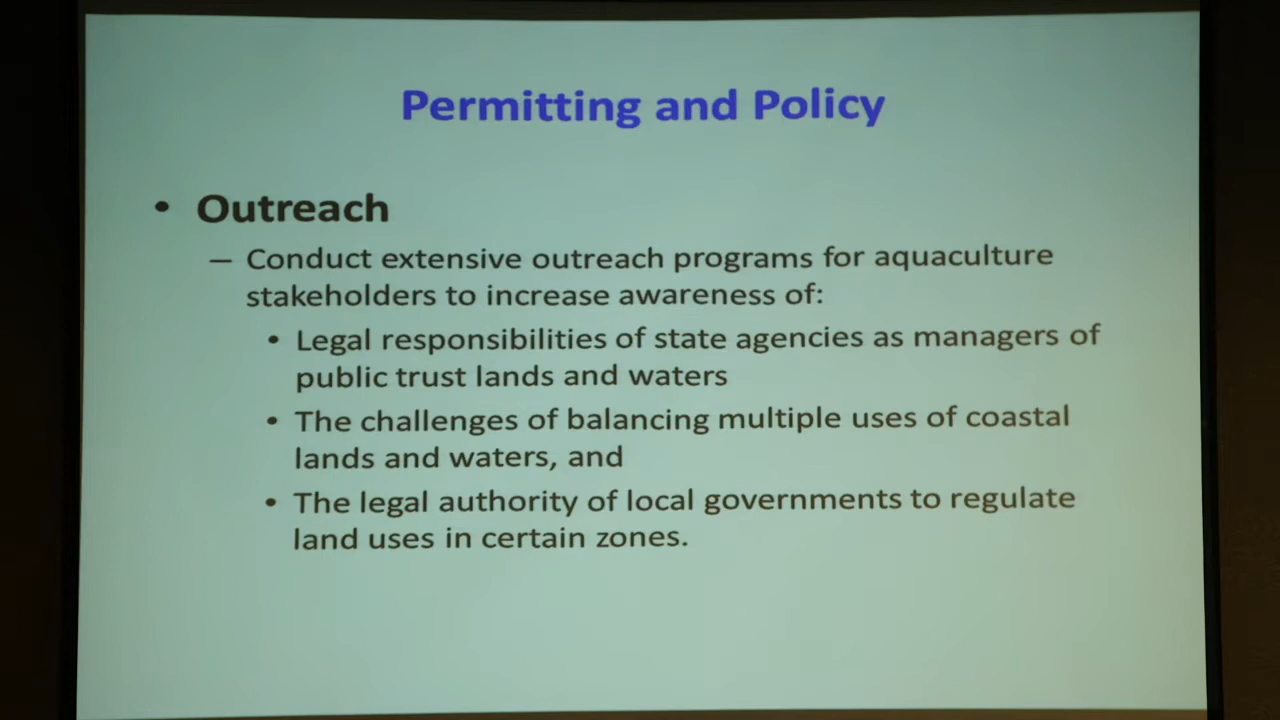 Permitting and Policy
• Outreach
– Conduct extensive outreach programs for aquaculture
stakeholders to increase awareness of:
• Legal responsibilities of state agencies as managers of
public trust lands and waters
• The challenges of balancing multiple uses of coastal
lands and waters, and
• The legal authority of local governments to regulate
land uses in certain zones.